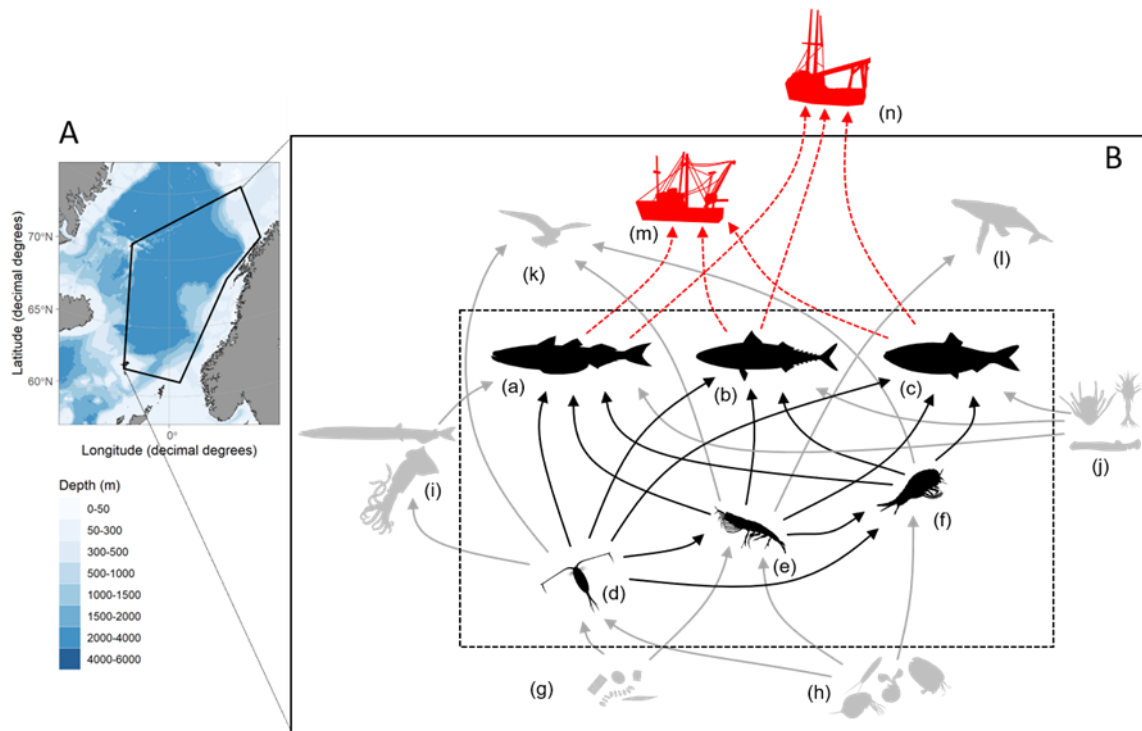 A
70°N
65°N
60°N
Latitude (decimal degrees)
0°
Longitude (decimal degrees)
Depth (m)
0-50
50-300
300-500
500-1000
1000-1500
1500-2000
2000-4000
4000-6000
B
(n)
(m)
(k)
(l)
(a)
(b)
(c)
(i)
(j)
(f)
(e)
(d)
(g)
(h)